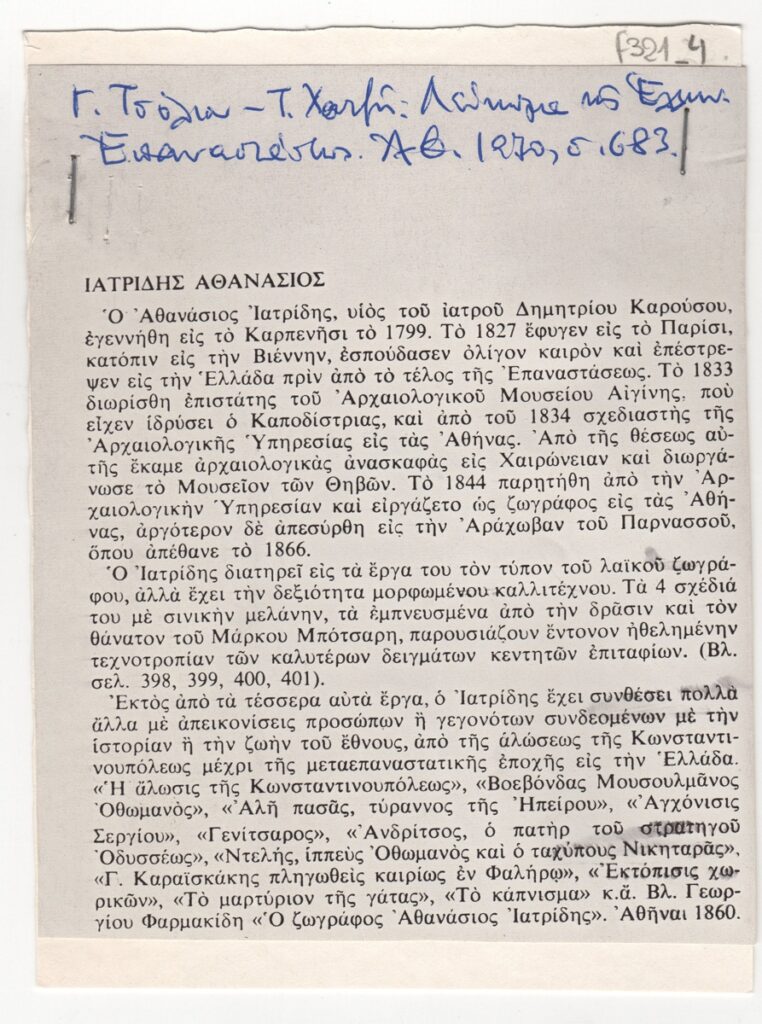 F321_4
Γ. Τσόλια – Τ. Χατζῆ: Λεύκωμα τῆς Ἑλλην.
Ἐπαναστάσεως. Ἀθ. 1970, σ. 683.
ΙΑΤΡΙΔΗΣ ΑΘΑΝΑΣΙΟΣ
Ὁ Ἀθανάσιος Ἰατρίδης, υἱὸς τοῦ ἰατροῦ Δημητρίου Καρούσου,
ἐγεννήθη εἰς τὸ Καρπενῆσι τὸ 1799. Τὸ 1827 ἔφυγεν εἰς τὸ Παρίσι,
κατόπιν εἰς τὴν Βιέννην, ἐσπούδασεν ὀλίγον καιρὸν καὶ ἐπέστρε-
ψεν εἰς τὴν Ἑλλάδα πρὶν ἀπὸ τὸ τέλος τῆς Ἐπαναστάσεως. Τὸ 1833
διωρίσθη ἐπιστάτης τοῦ Ἀρχαιολογικοῦ Μουσείου Αἰγίνης, ποὺ
εἶχεν ἱδρύσει ὁ Καποδίστριας, καὶ ἀπὸ τοῦ 1834 σχεδιαστὴς τῆς
Ἀρχαιολογικῆς Ὑπηρεσίας εἰς τὰς Ἀθήνας. Ἀπὸ τῆς θέσεως αὐ-
τῆς ἔκαμε ἀρχαιολογικὰς ἀνασκαφὰς εἰς Χαιρώνειαν καὶ διωργά-
νωσε τὸ Μουσεῖον τῶν Θηβῶν. Τὸ 1844 παρῃτήθη ἀπὸ τὴν Ἀρ-
χαιολογικὴν Ὑπηρεσίαν καὶ εἰργάζετο ὡς ζωγράφος εἰς τὰς Ἀθή-
νας, ἀργότερον δὲ ἀπεσύρθη εἰς τὴν Ἀράχωβαν τοῦ Παρνασσοῦ,
ὅπου ἀπέθανε τὸ 1866.
Ὁ Ἰατρίδης διατηρεῖ εἰς τὰ ἔργα του τὸν τύπον τοῦ λαϊκοῦ ζωγρά-
φου, ἀλλὰ ἔχει τὴν δεξιότητα μορφωμένου καλλιτέχνου. Τὰ 4 σχέδιά
του μὲ σινικὴν μελάνην, τὰ ἐμπνευσμένα ἀπὸ τὴν δρᾶσιν καὶ τὸν
θάνατον τοῦ Μάρκου Μπότσαρη, παρουσιάζουν ἔντονον ἠθελημένην
τεχνοτροπίαν τῶν καλυτέρων δειγμάτων κεντητῶν ἐπιταφίων. (Βλ.
σελ. 398, 399, 400, 401).
Ἐκτὸς ἀπὸ τὰ τέσσερα αὐτὰ ἔργα, ὁ Ἰατρίδης ἔχει συνθέσει πολλὰ
ἄλλα μὲ ἀπεικονίσεις προσώπων ἢ γεγονότων συνδεομένων μὲ τὴν
ἱστορίαν ἢ τὴν ζωὴν τοῦ ἔθνους, ἀπὸ τῆς ἁλώσεως τῆς Κωνσταντι-
νουπόλεως μέχρι τῆς μεταεπαναστατικῆς ἐποχῆς εἰς τὴν Ἑλλάδα.
«Ἡ ἅλωσις τῆς Κωνσταντινουπόλεως», «Βοεβόνδας Μουσουλμᾶνος
Ὀθωμανὸς», «Ἀλῆ πασᾶς, τύραννος τῆς Ἠπείρου», «Ἀγχόνισις
Σεργίου», «Γενίτσαρος», «Ἀνδρίτσος, ὁ πατὴρ τοῦ στρατηγοῦ
Ὀδυσσέως», «Ντελής, ἱππεὺς Ὀθωμανὸς καὶ ὁ ταχύπους Νικηταρᾶς»,
«Γ. Καραϊσκάκης πληγωθεὶς καιρίως ἐν Φαλήρῳ», «Ἐκτόπισις χω-
ρικῶν», «Τὸ μαρτύριον τῆς γάτας», «Τὸ κάπνισμα» κ.ἄ. Βλ. Γεωρ-
γίου Φαρμακίδη «Ὁ ζωγράφος Ἀθανάσιος Ἰατρίδης». Ἀθῆναι 1860.